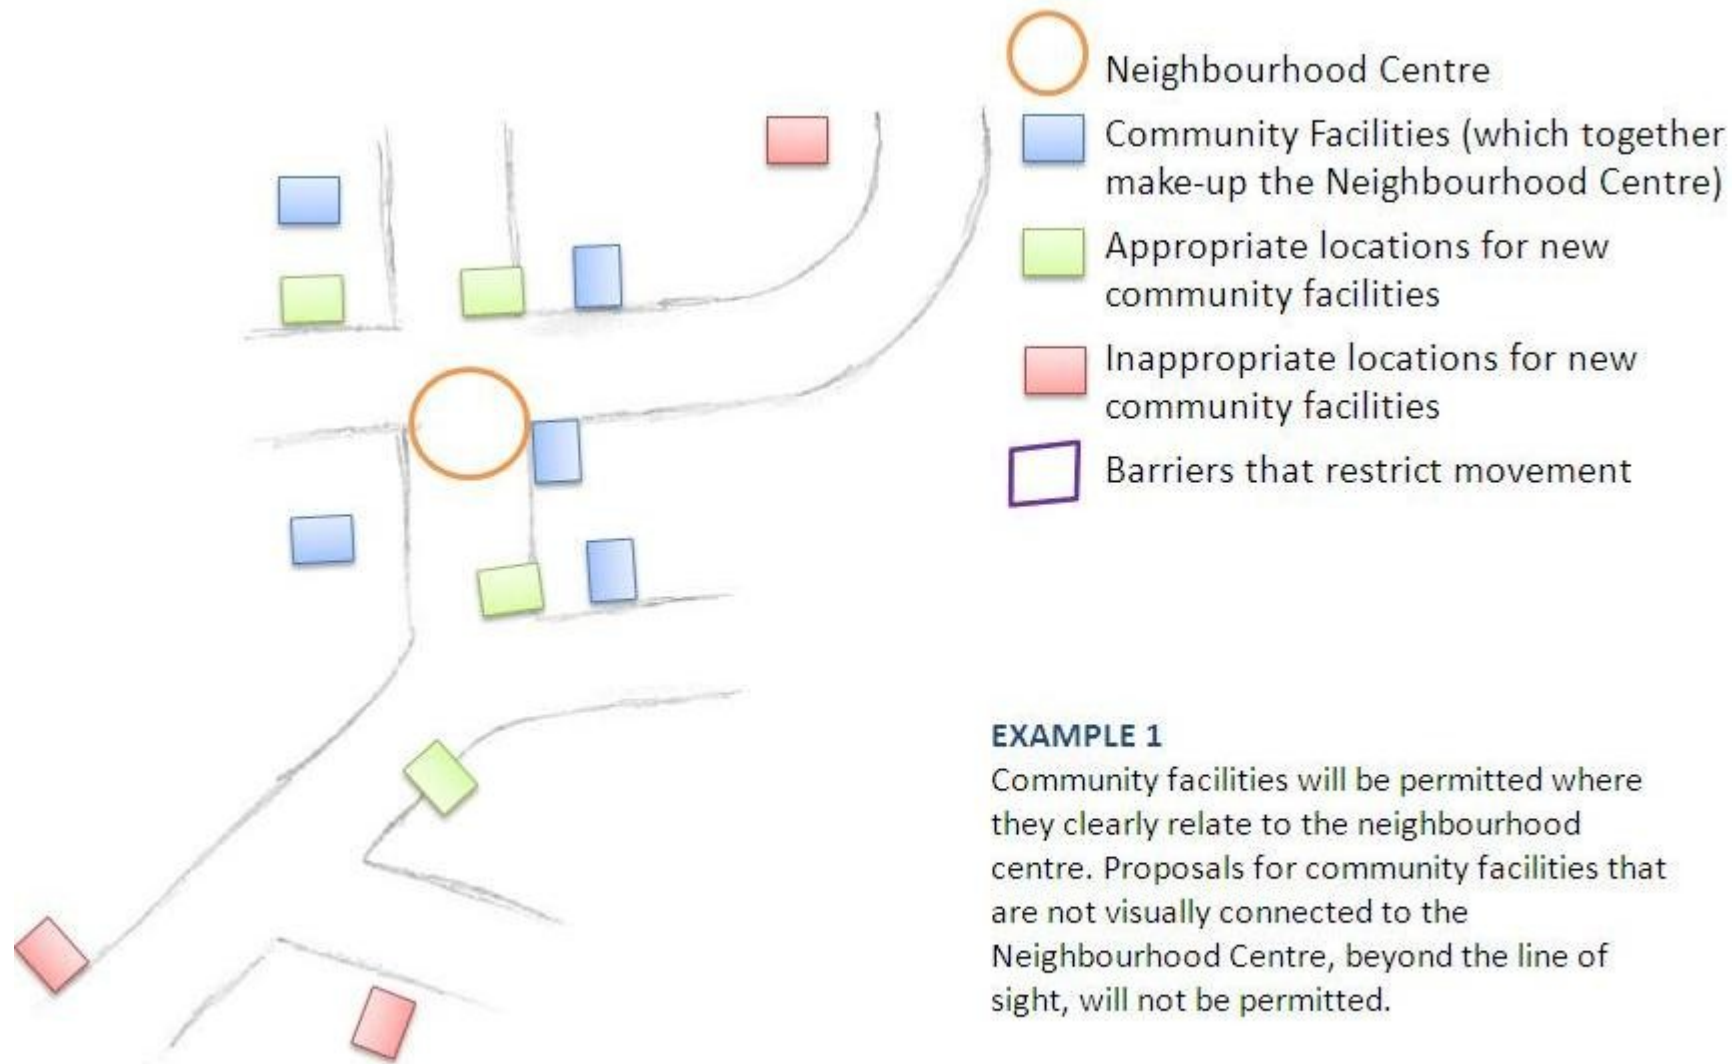 Neighbourhood Centre
Community Facilities (which together
make-up the Neighbourhood Centre)
Appropriate locations for new
community facilities
Inappropriate locations for new
community facilities
Barriers that restrict movement
EXAMPLE 1
Community facilities will be permitted where
they clearly relate to the neighbourhood
centre. Proposals for community facilities that
are not visually connected to the
Neighbourhood Centre, beyond the line of
sight, will not be permitted.